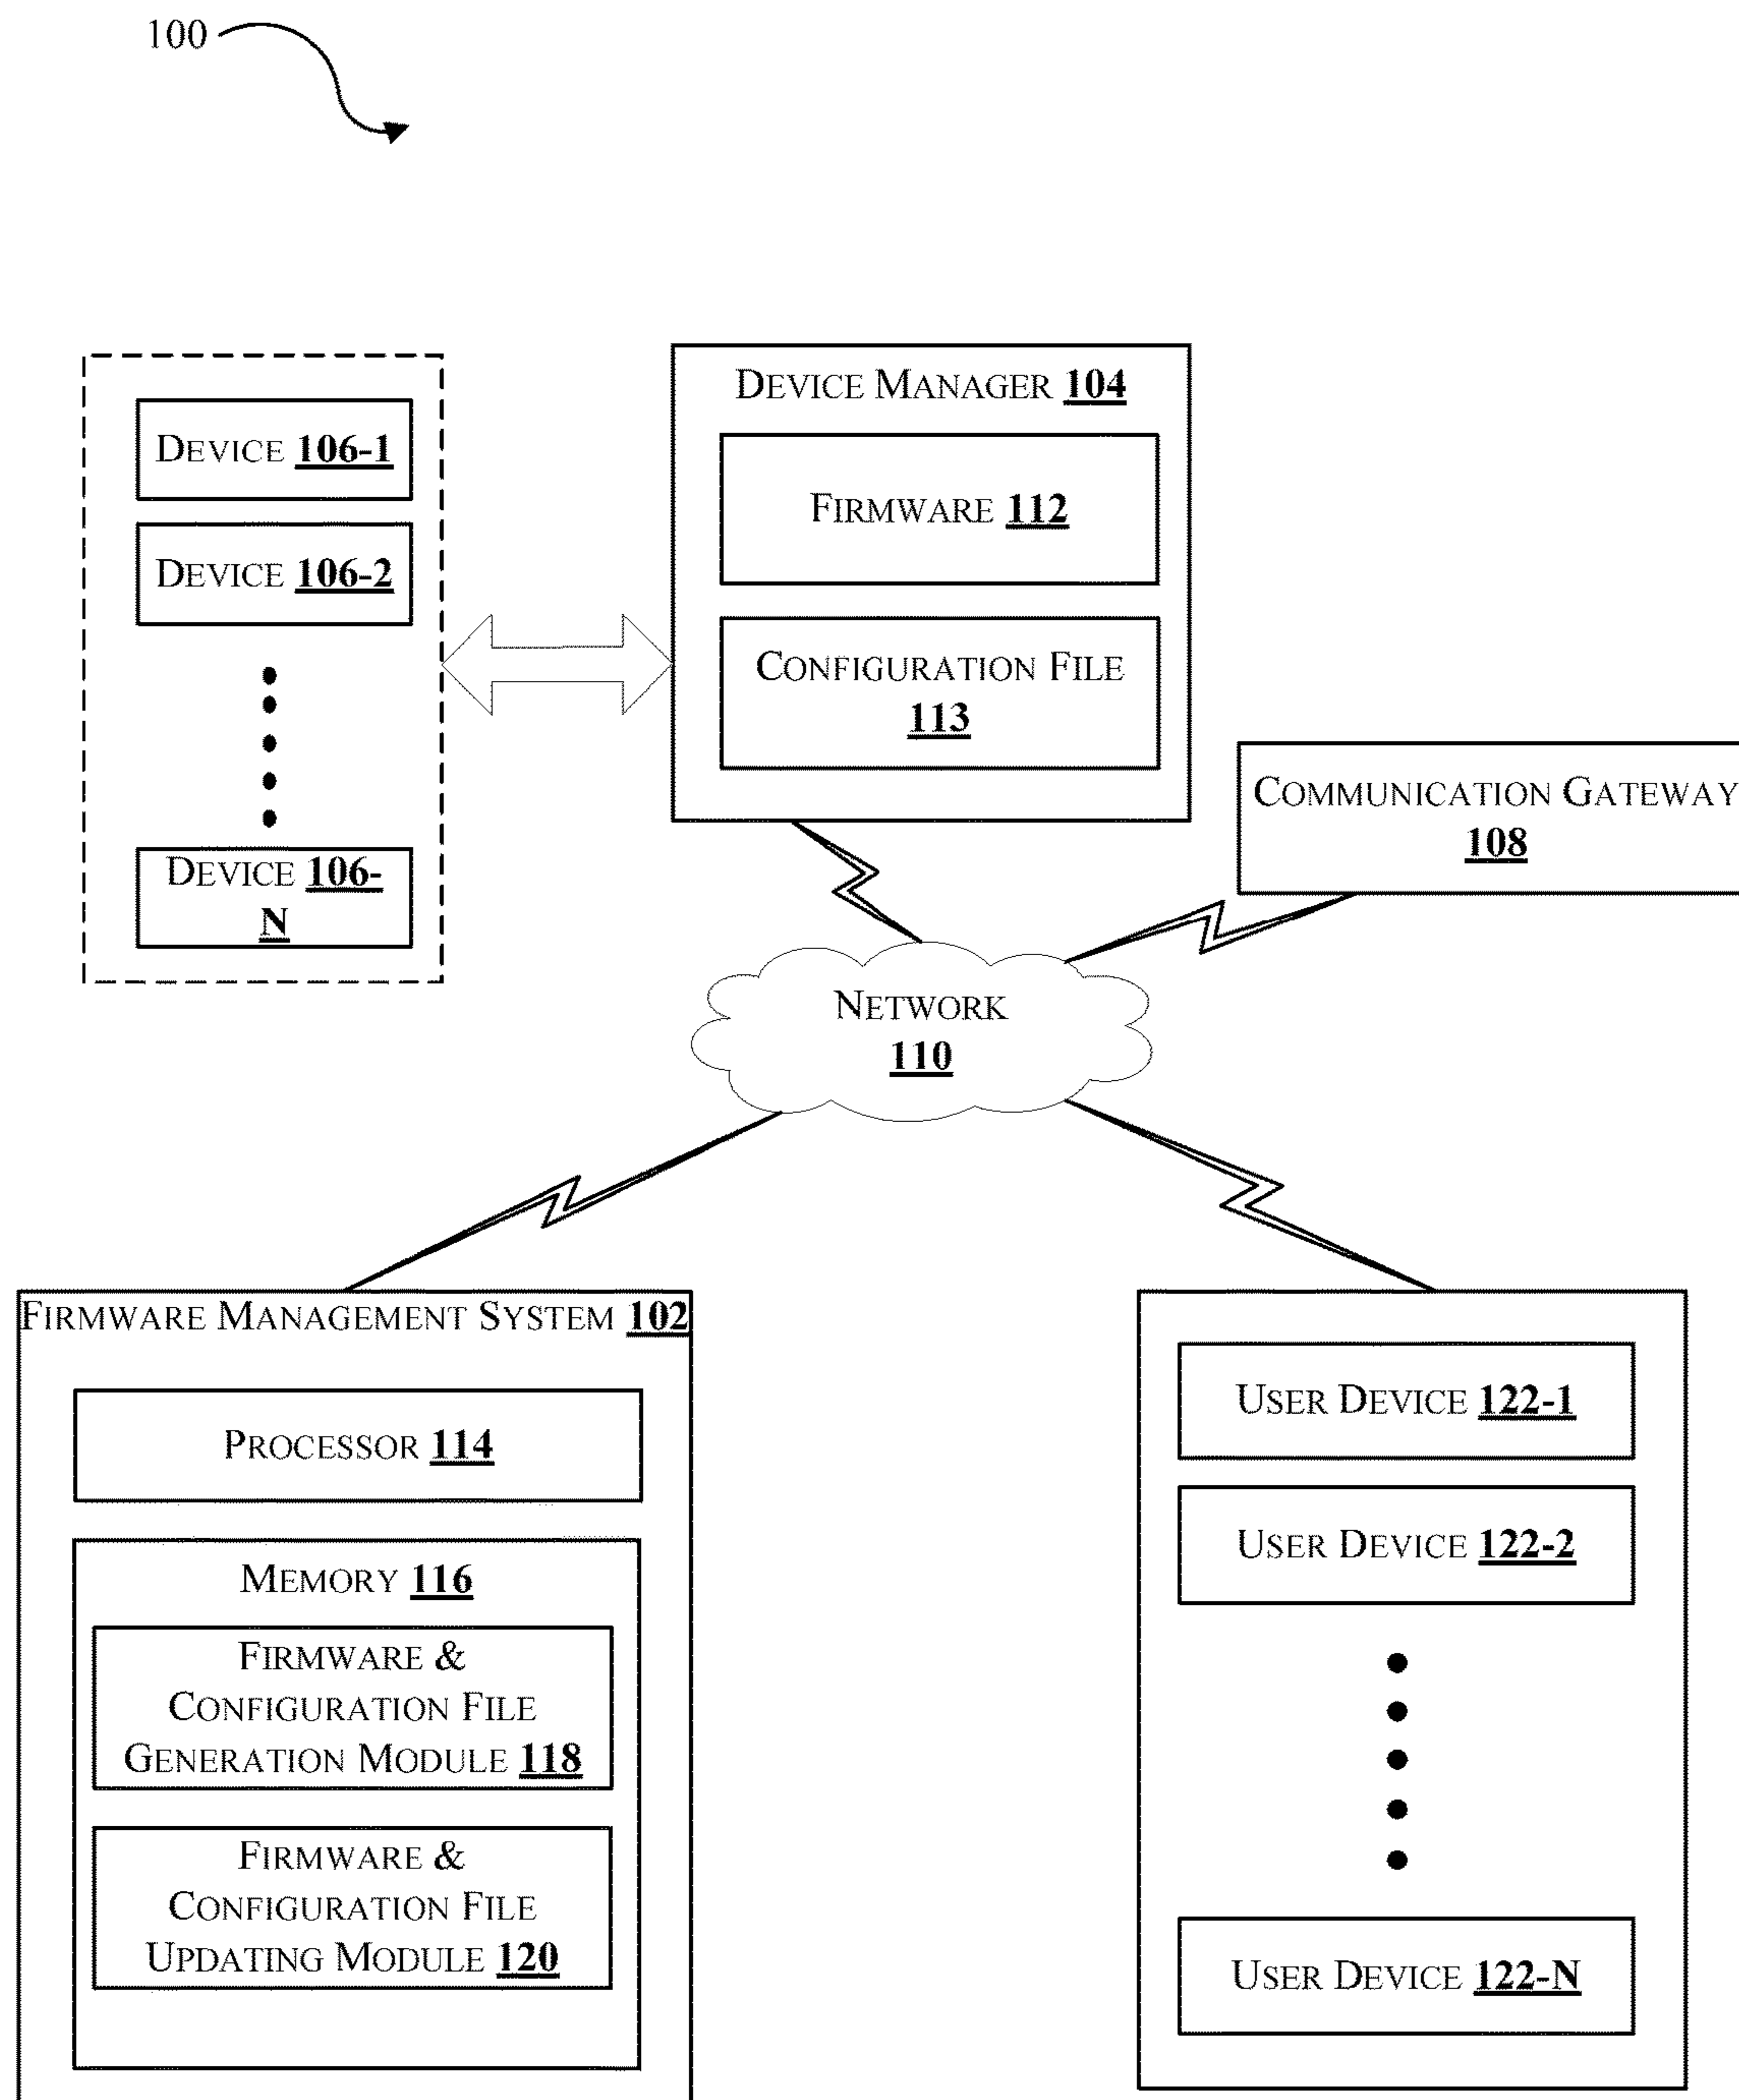 100
DEVICE MANAGER 104
DEVICE 106-1
FIRMWARE 112
DEVICE 106-2
CONFIGURATION FILE
113
COMMUNICATION GATEWAY
108
DEVICE 106-
N
NETWORK
110
FIRMWARE MANAGEMENT SYSTEM 102
PROCESSOR 114
MEMORY 116
FIRMWARE &
CONFIGURATION FILE
GENERATION MODULE 118
FIRMWARE &
CONFIGURATION FILE
UPDATING MODULE 120
USER DEVICE 122-1
USER DEVICE 122-2
USER DEVICE 122-N